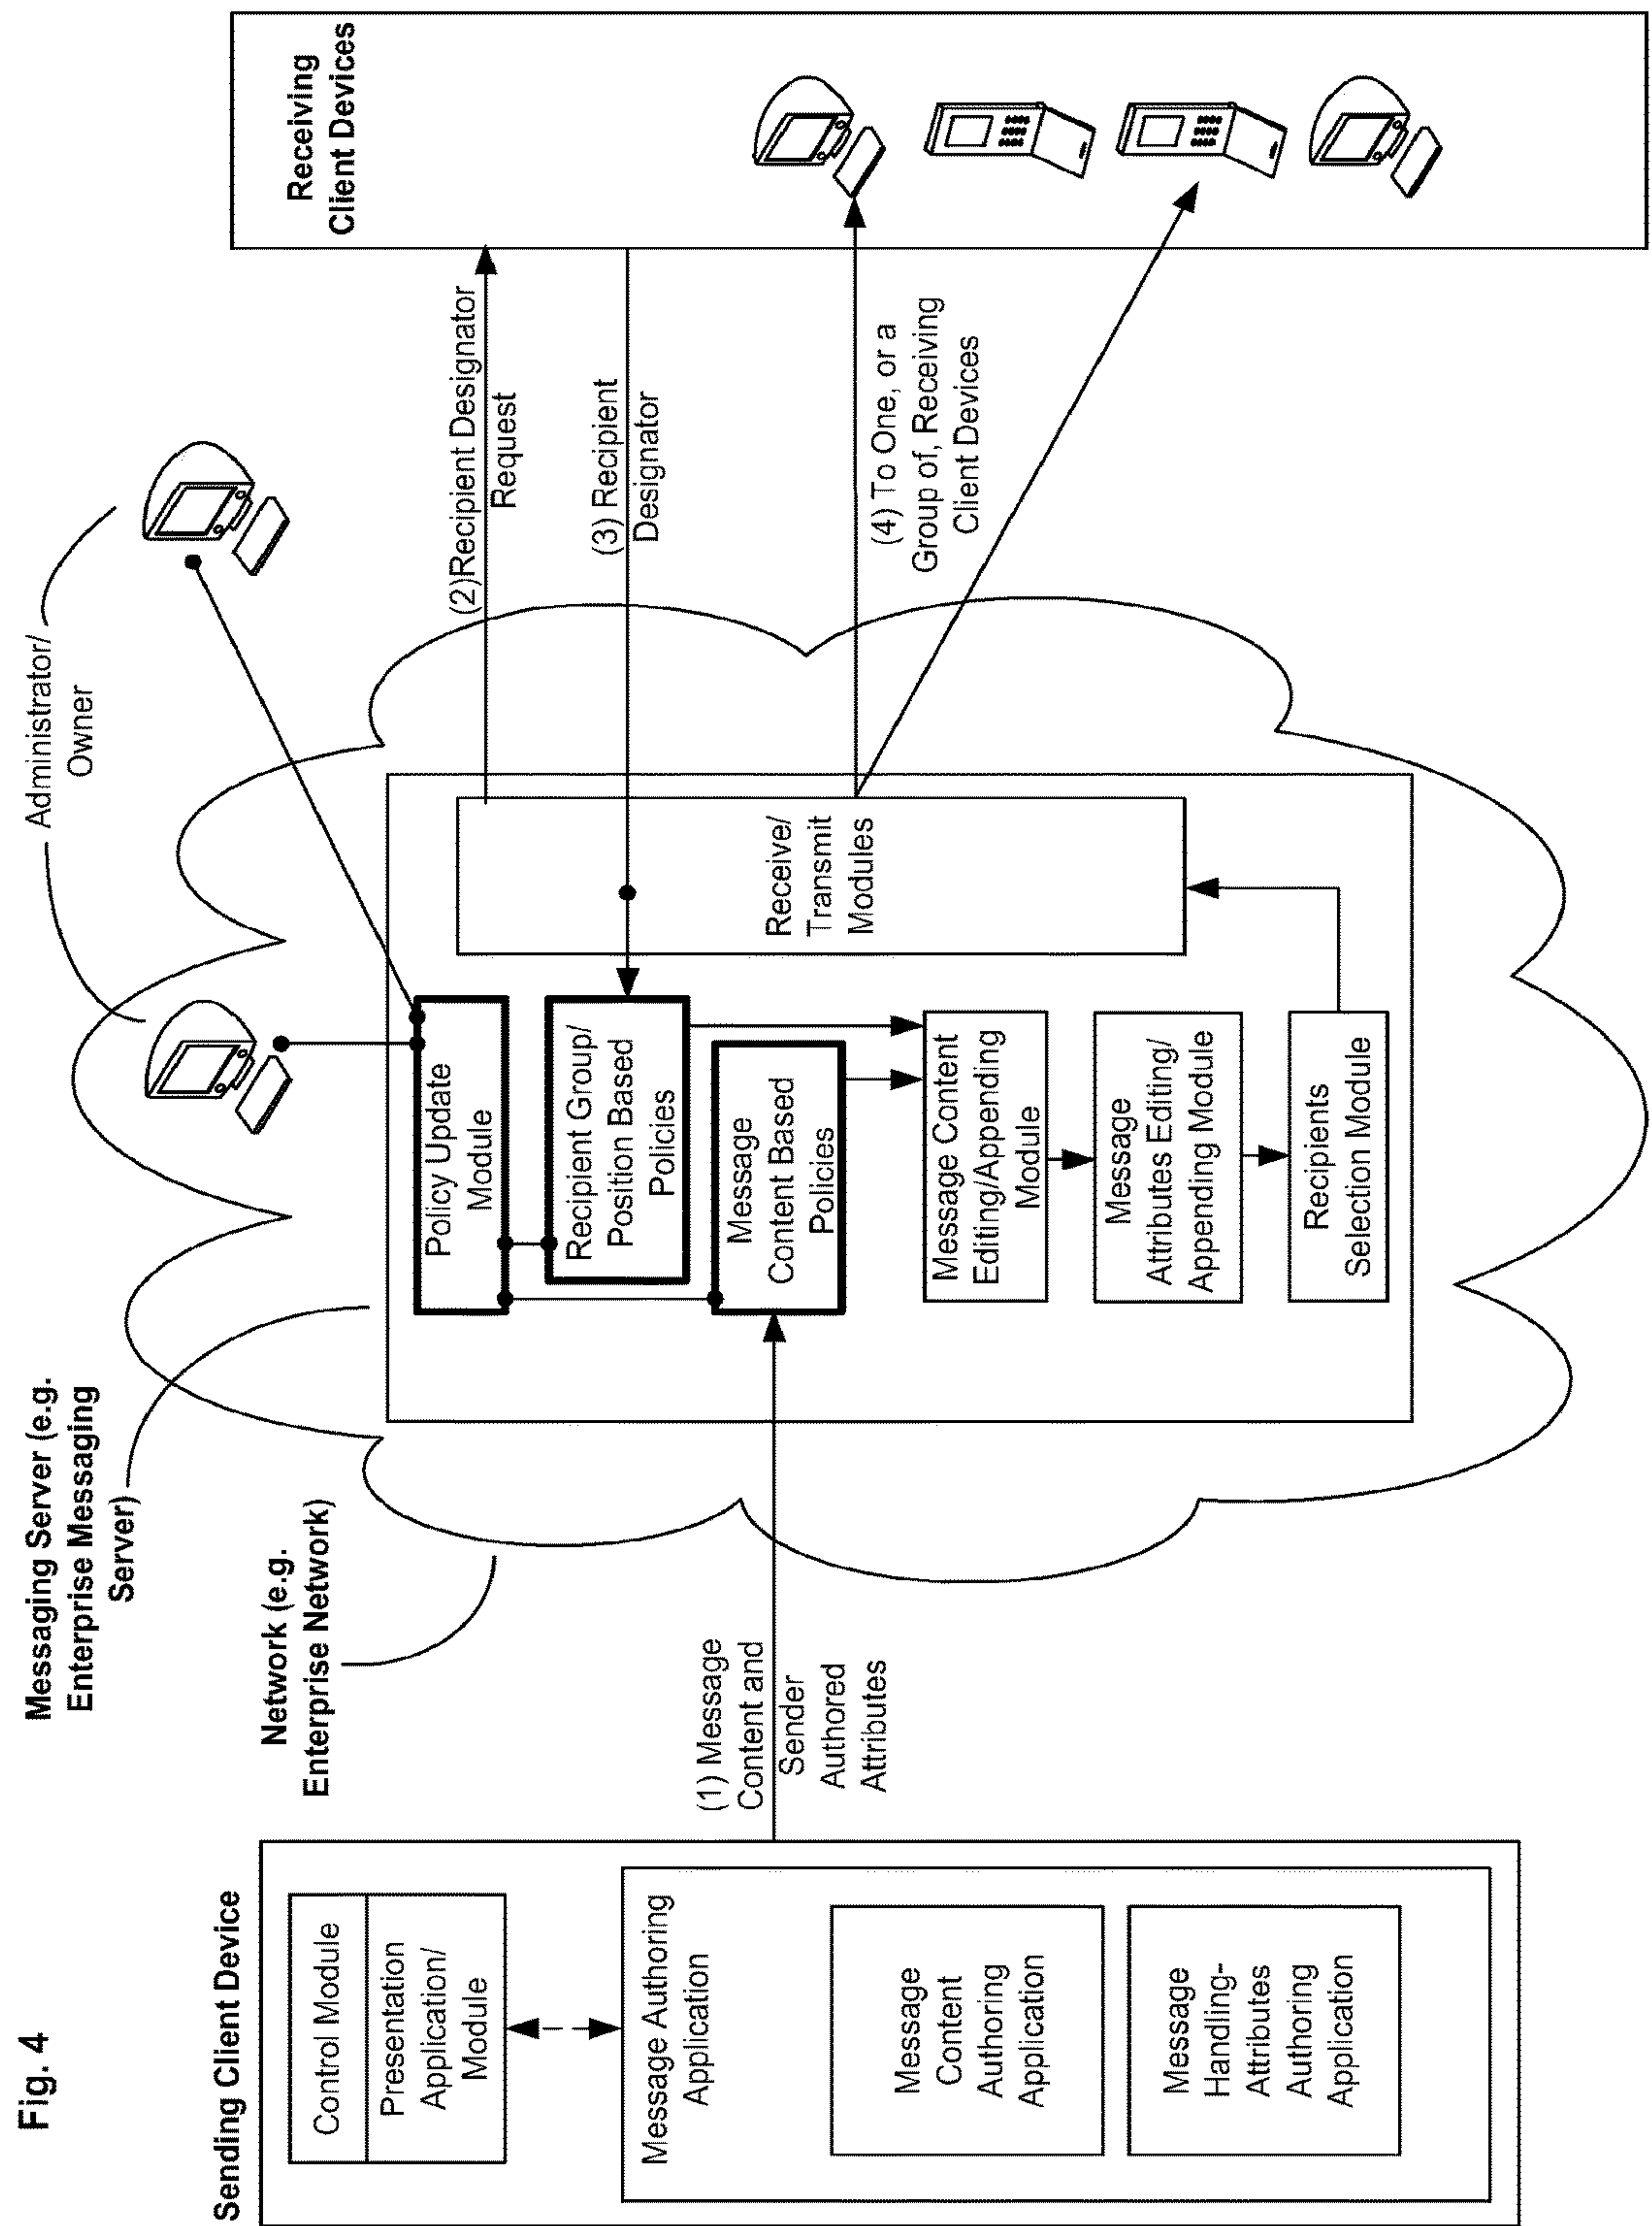 Fig. 4
Messaging Server (e.g.
Enterprise Messaging
Server)
Administrator/
Owner
Network (e.g.
Enterprise Network)
Sending Client Device
Control Module
Presentation
Application/
Module
Message Authoring
Application
Message
Content
Authoring
Application
Message
Handling-
Attributes
Authoring
Application
(1) Message
Content and
Sender
Authored
Attributes
Policy Update
Module
Recipient Group/
Position Based
Policies
Message
Content Based
Policies
Message Content
Editing/Appending
Module
Message
Attributes Editing/
Appending Module
Recipients
Selection Module
Receive/
Transmit
Modules
(2)Recipient Designator
Request
(3) Recipient
Designator
(4) To One, or a
Group of, Receiving
Client Devices
Receiving
Client Devices